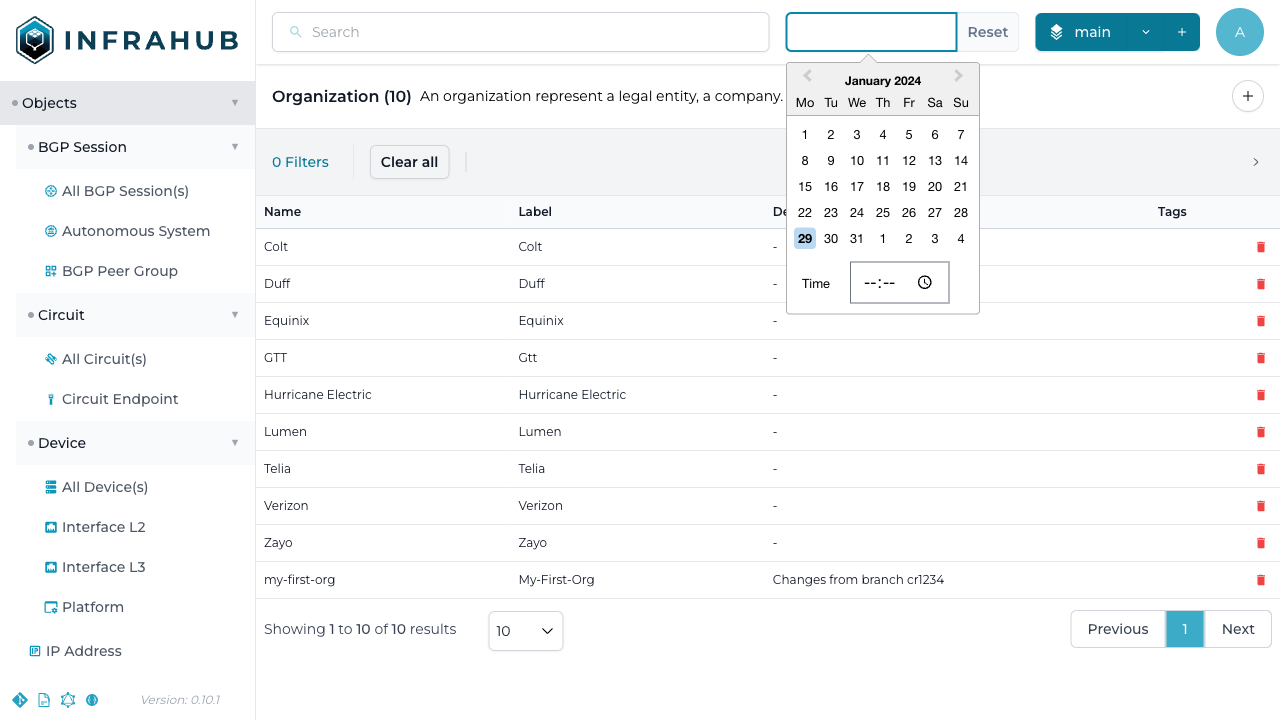 INFRAHUB
Search
Reset
main
+
A
Objects
BGP Session
All BGP Session(s)
Autonomous System
BGP Peer Group
Circuit
All Circuit(s)
Circuit Endpoint
Device
All Device(s)
Interface L2
Interface L3
Platform
IP Address
Version: 0.10.1
Organization (10) An organization represent a legal entity, a company.
+
0 Filters
Clear all
January 2024
Mo Tu We Th Fr Sa Su
1 2 3 4 5 6 7
8 9 10 11 12 13 14
15 16 17 18 19 20 21
22 23 24 25 26 27 28
29 30 31 1 2 3 4
Time --:--
Name Label De Tags
Colt Colt -
Duff Duff -
Equinix Equinix -
GTT Gtt -
Hurricane Electric Hurricane Electric -
Lumen Lumen -
Telia Telia -
Verizon Verizon -
Zayo Zayo -
my-first-org My-First-Org Changes from branch cr1234
Showing 1 to 10 of 10 results
10
Previous 1 Next